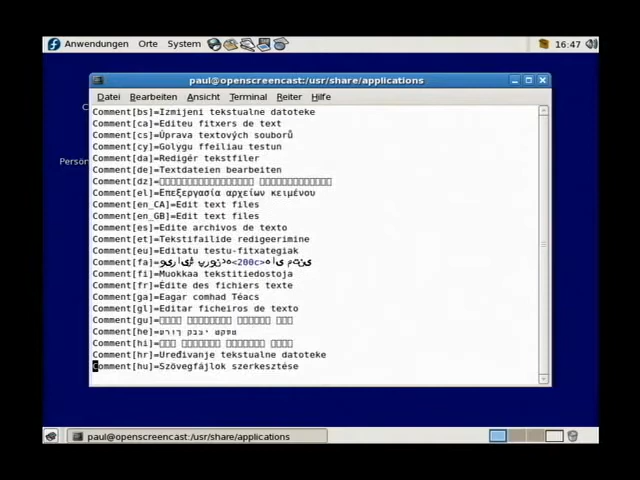 Anwendungen Orte System 16:47
paul@openscreencast:/usr/share/applications
Datei Bearbeiten Ansicht Terminal Reiter Hilfe
Comment[bs]=Izmijeni tekstualne datoteke
Comment[ca]=Editeu fitxers de text
Comment[cs]=Úprava textových souborů
Comment[cy]=Golygu ffeiliau testun
Comment[da]=Redigér tekstfiler
Comment[de]=Textdateien bearbeiten
Comment[dz]=
Comment[el]=Επεξεργασία αρχείων κειμένου
Comment[en_CA]=Edit text files
Comment[en_GB]=Edit text files
Comment[es]=Edite archivos de texto
Comment[et]=Tekstifailide redigeerimine
Comment[eu]=Editatu testu-fitxategiak
Comment[fa]=<200c>
Comment[fi]=Muokkaa tekstitiedostoja
Comment[fr]=Édite des fichiers texte
Comment[ga]=Eagar comhad Téacs
Comment[gl]=Editar ficheiros de texto
Comment[gu]=
Comment[he]=ערוך קבצי טקסט
Comment[hi]=
Comment[hr]=Uređivanje tekstualne datoteke
Comment[hu]=Szövegfájlok szerkesztése
Persön
paul@openscreencast:/usr/share/applications